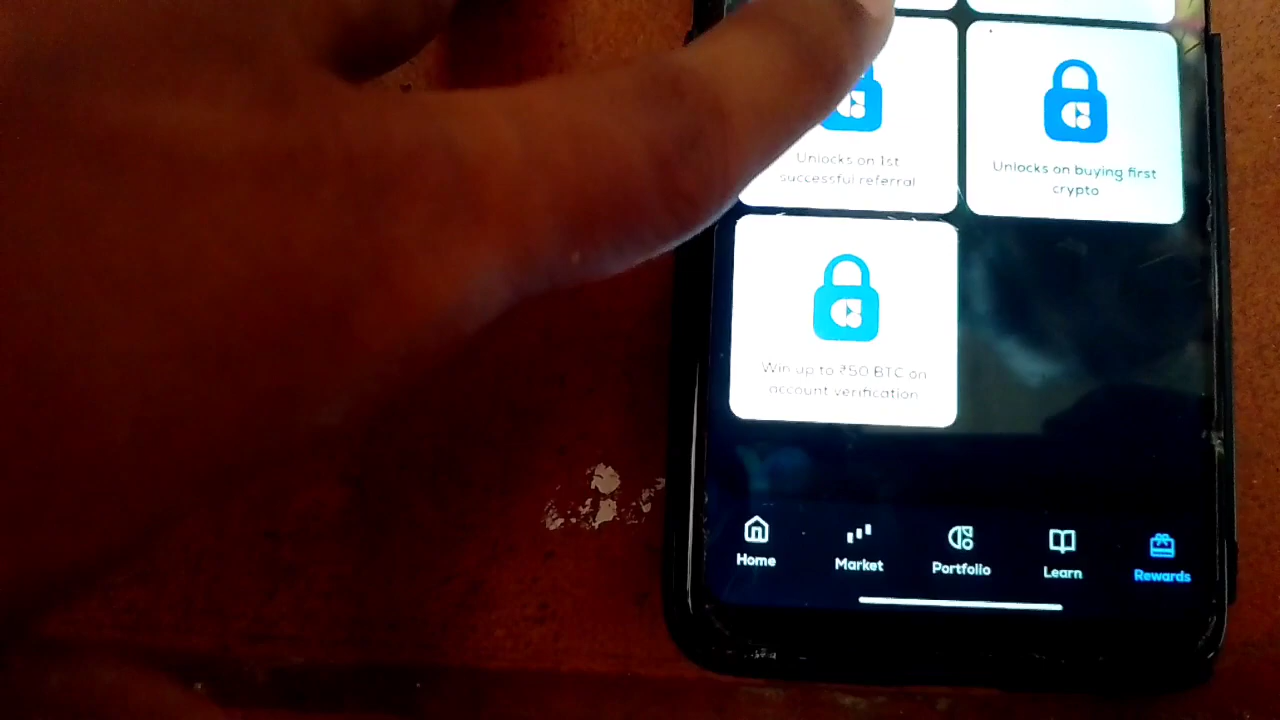 Unlocks on 1st
successful referral
Unlocks on buying first
crypto
Win up to ₹50 BTC on
account verification
Home
Market
Portfolio
Learn
Rewards